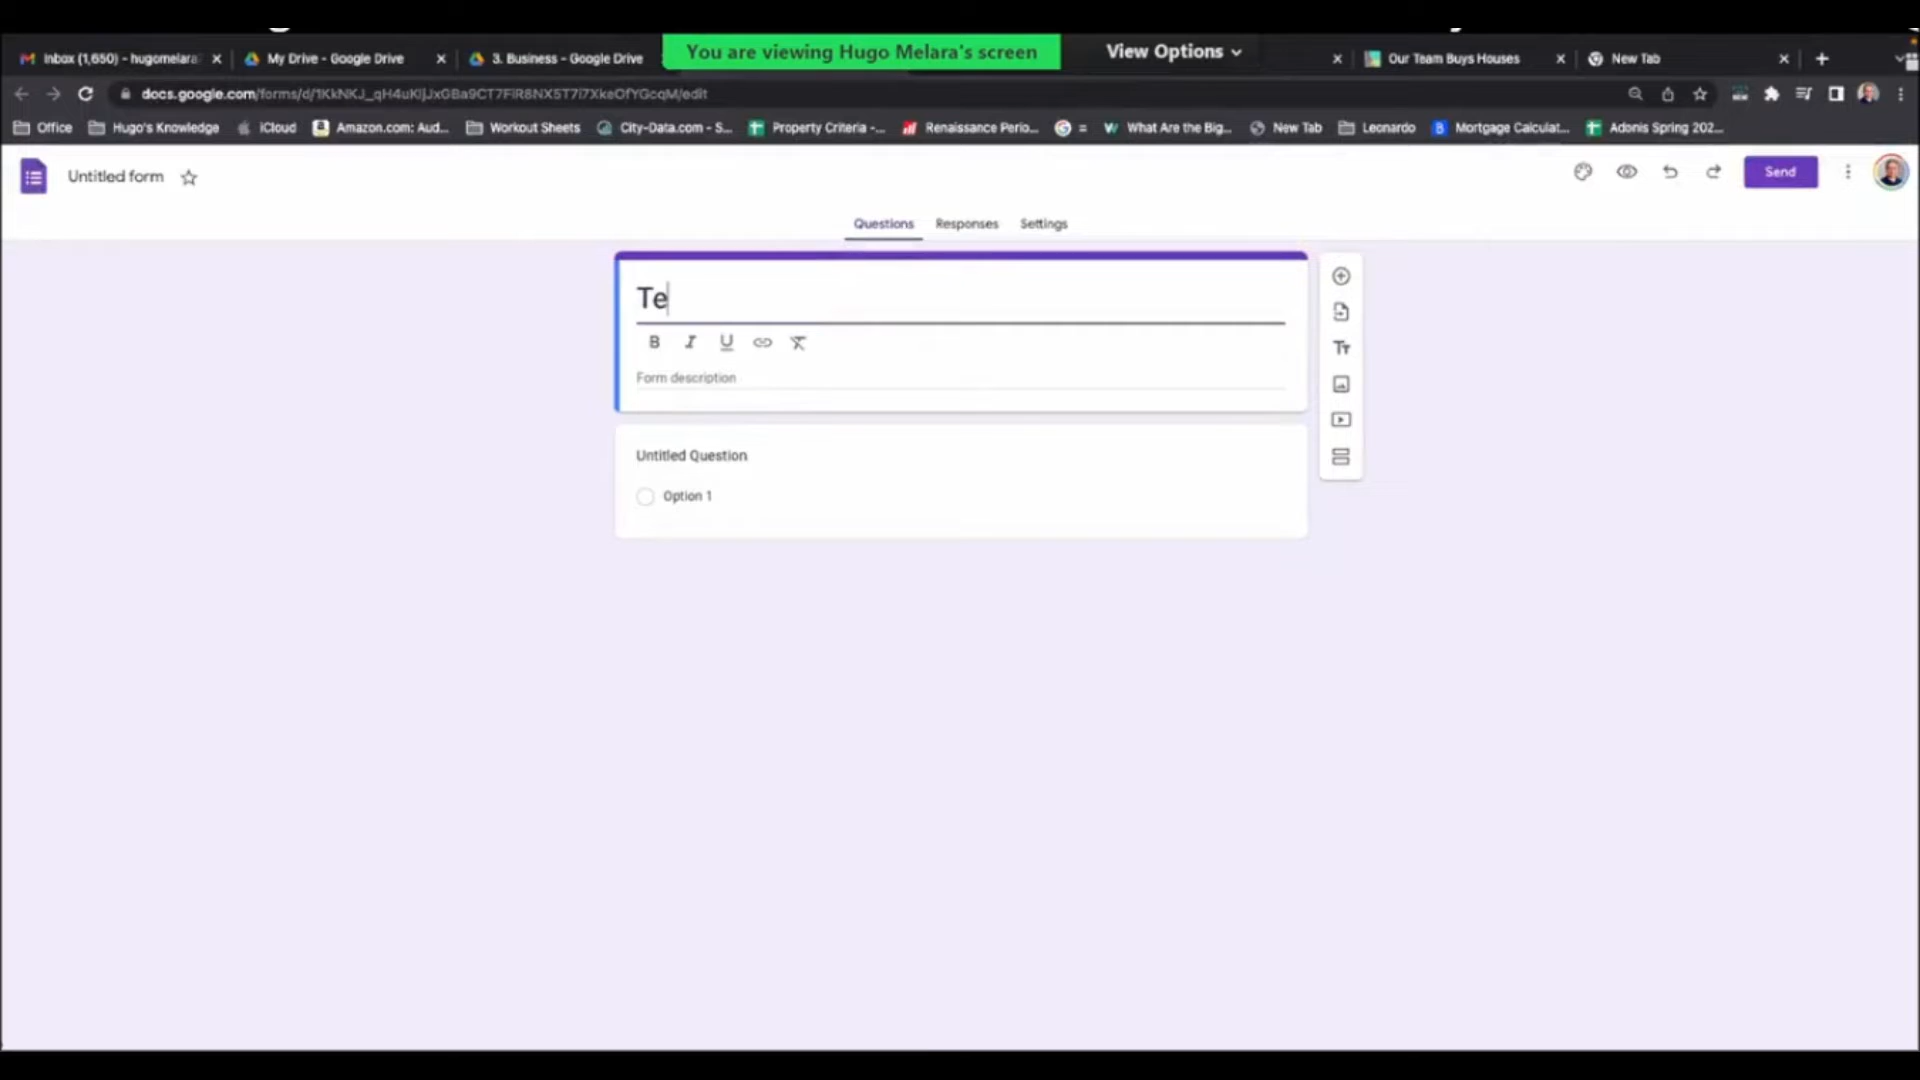 Inbox (1,650) - hugomelara
My Drive - Google Drive
3. Business - Google Drive
You are viewing Hugo Melara's screen
View Options
Our Team Buys Houses
New Tab
docs.google.com/forms/d/1KkNKJ_qH4uKljJxGBa9CT7FiR8NX5T7i7XkeOfYGcqM/edit
Office
Hugo's Knowledge
iCloud
Amazon.com: Aud...
Workout Sheets
City-Data.com - S...
Property Criteria -...
Renaissance Perio...
=
What Are the Big...
New Tab
Leonardo
Mortgage Calculat...
Adonis Spring 202...
Untitled form
Send
Questions
Responses
Settings
Te
B I U
Form description
Untitled Question
Option 1